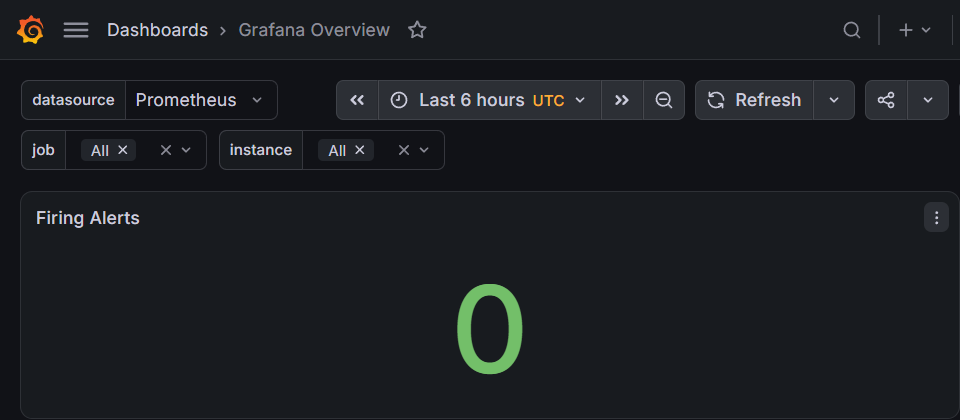 Dashboards › Grafana Overview
datasource Prometheus Last 6 hours UTC Refresh
job All instance All
Firing Alerts
0